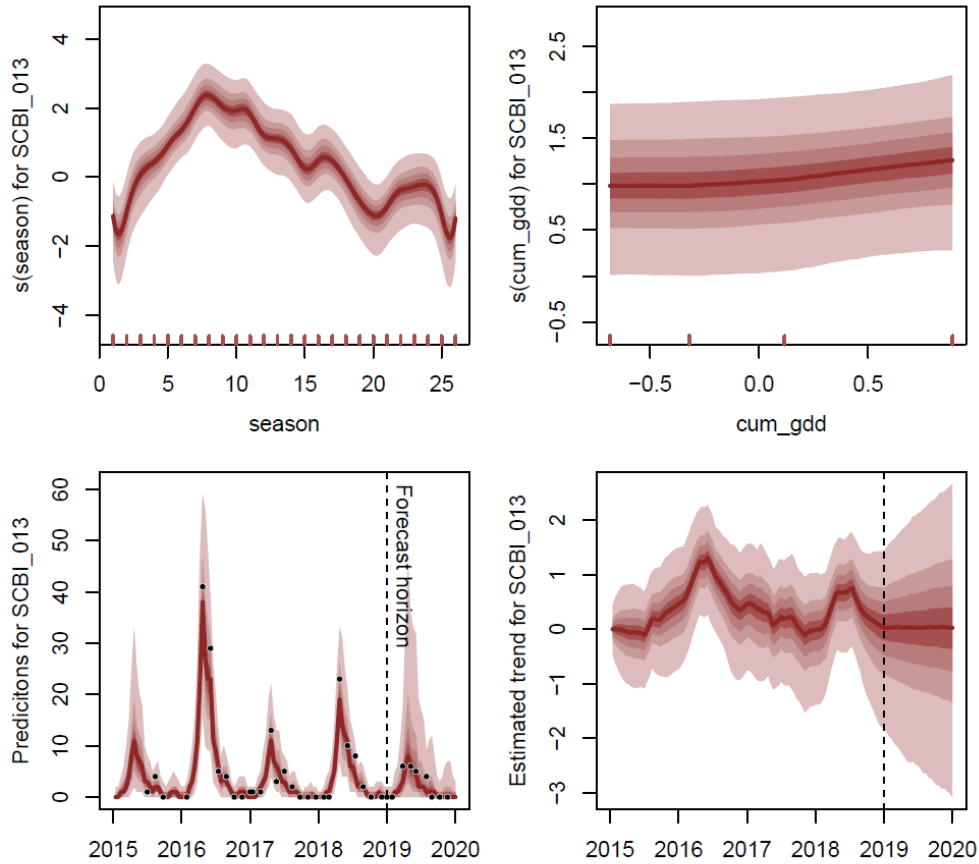 s(season) for SCBI_013
4
2
0
−2
−4
0 5 10 15 20 25
season
s(cum_gdd) for SCBI_013
2.5
1.5
0.5
−0.5
−0.5 0.0 0.5
cum_gdd
Predicitons for SCBI_013
60
50
40
30
20
10
0
Forecast horizon
2015 2016 2017 2018 2019 2020
Estimated trend for SCBI_013
2
1
0
−1
−2
−3
2015 2016 2017 2018 2019 2020